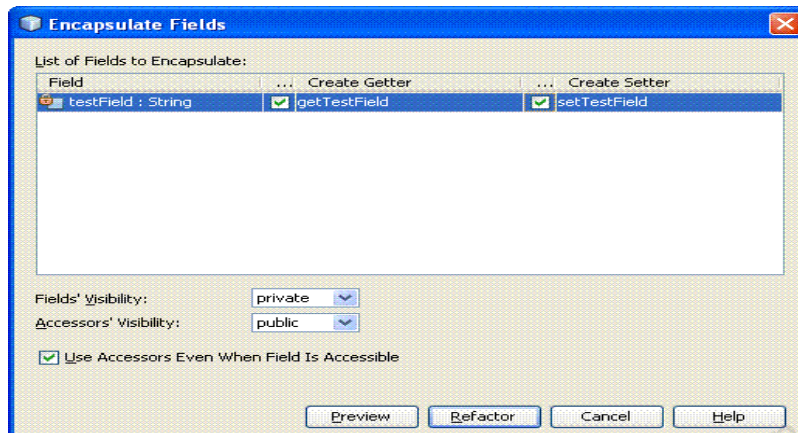 Encapsulate Fields
List of Fields to Encapsulate:
Field ... Create Getter ... Create Setter
testField : String getTestField setTestField
Fields' Visibility: private
Accessors' Visibility: public
Use Accessors Even When Field Is Accessible
Preview Refactor Cancel Help